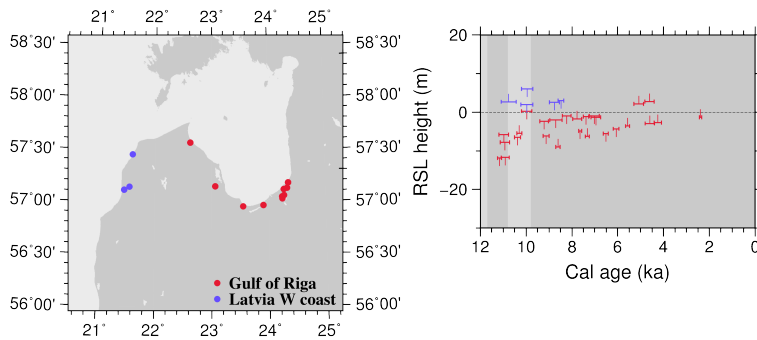 21˚ 22˚ 23˚ 24˚ 25˚
58˚30' 58˚30'
58˚00' 58˚00'
57˚30' 57˚30'
57˚00' 57˚00'
56˚30' 56˚30'
56˚00' 56˚00'
Gulf of Riga
Latvia W coast
21˚ 22˚ 23˚ 24˚ 25˚
RSL height (m)
20
0
−20
12 10 8 6 4 2 0
Cal age (ka)